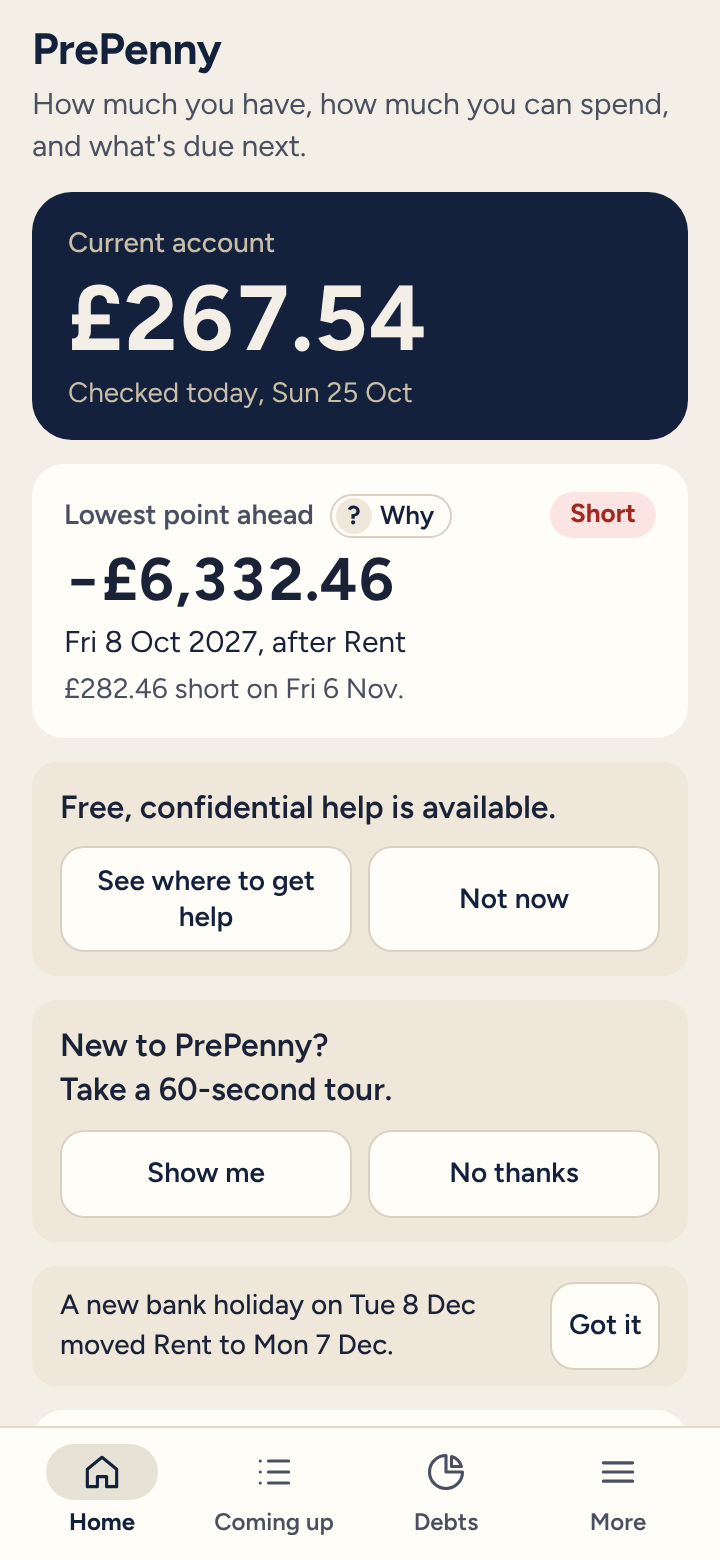 PrePenny
How much you have, how much you can spend,
and what's due next.
Current account
£267.54
Checked today, Sun 25 Oct
Lowest point ahead ? Why Short
−£6,332.46
Fri 8 Oct 2027, after Rent
£282.46 short on Fri 6 Nov.
Free, confidential help is available.
See where to get
help
Not now
New to PrePenny?
Take a 60-second tour.
Show me
No thanks
A new bank holiday on Tue 8 Dec
moved Rent to Mon 7 Dec.
Got it
Home
Coming up
Debts
More